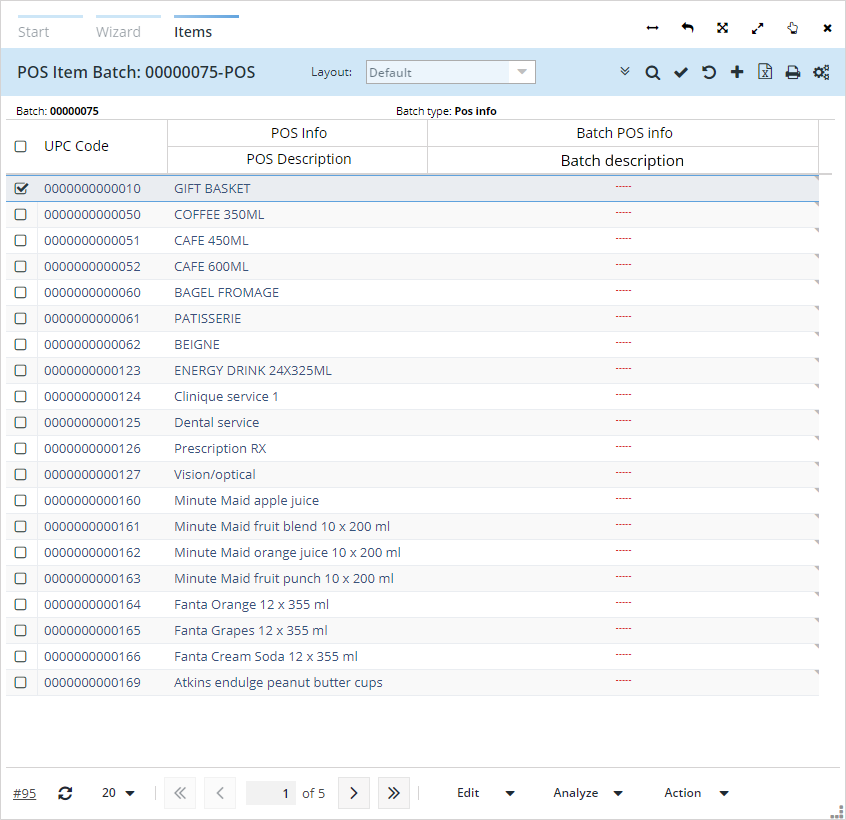 Start Wizard Items
POS Item Batch: 00000075-POS Layout: Default
Batch: 00000075 Batch type: Pos info
UPC Code POS Info Batch POS info
POS Description Batch description
0000000000010 GIFT BASKET -----
0000000000050 COFFEE 350ML -----
0000000000051 CAFE 450ML -----
0000000000052 CAFE 600ML -----
0000000000060 BAGEL FROMAGE -----
0000000000061 PATISSERIE -----
0000000000062 BEIGNE -----
0000000000123 ENERGY DRINK 24X325ML -----
0000000000124 Clinique service 1 -----
0000000000125 Dental service -----
0000000000126 Prescription RX -----
0000000000127 Vision/optical -----
0000000000160 Minute Maid apple juice -----
0000000000161 Minute Maid fruit blend 10 x 200 ml -----
0000000000162 Minute Maid orange juice 10 x 200 ml -----
0000000000163 Minute Maid fruit punch 10 x 200 ml -----
0000000000164 Fanta Orange 12 x 355 ml -----
0000000000165 Fanta Grapes 12 x 355 ml -----
0000000000166 Fanta Cream Soda 12 x 355 ml -----
0000000000169 Atkins endulge peanut butter cups -----
#95 20 1 of 5 Edit Analyze Action